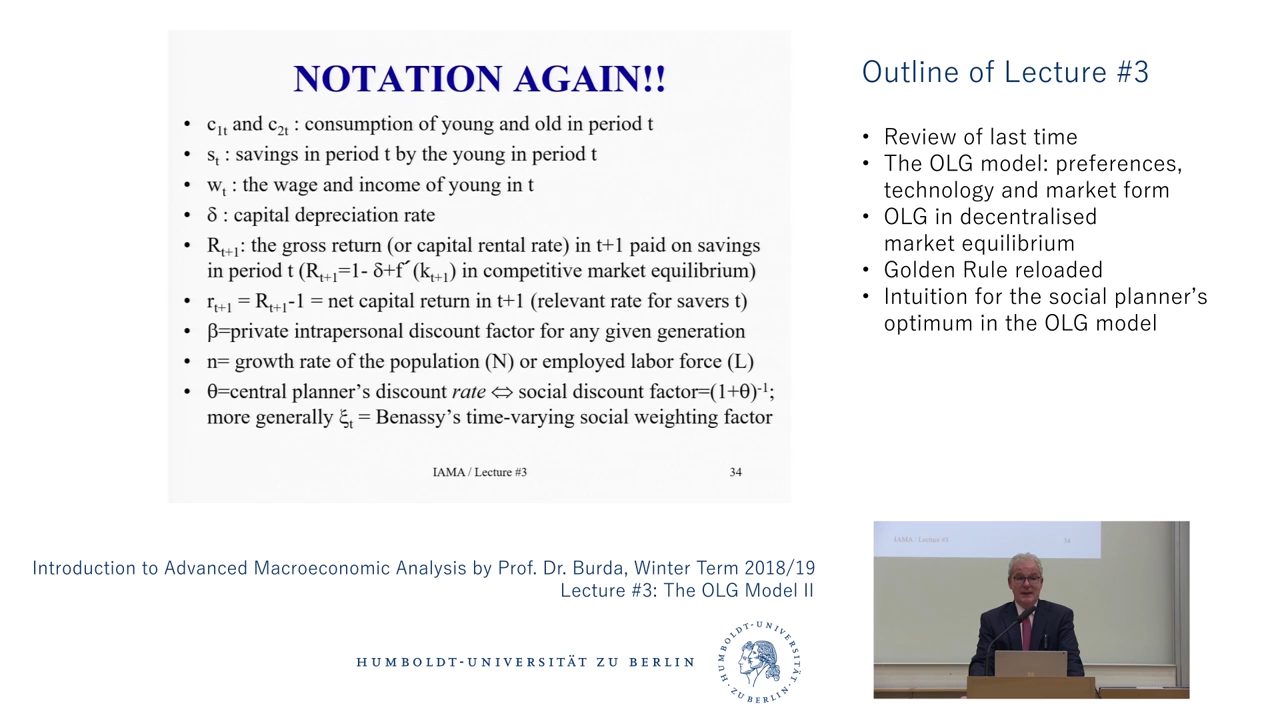 NOTATION AGAIN!!
• c1t and c2t : consumption of young and old in period t
• st : savings in period t by the young in period t
• wt : the wage and income of young in t
• δ : capital depreciation rate
• Rt+1: the gross return (or capital rental rate) in t+1 paid on savings
in period t (Rt+1=1- δ+f´(kt+1) in competitive market equilibrium)
• rt+1 = Rt+1-1 = net capital return in t+1 (relevant rate for savers t)
• β=private intrapersonal discount factor for any given generation
• n= growth rate of the population (N) or employed labor force (L)
• θ=central planner's discount rate ⇔ social discount factor=(1+θ)-1;
more generally ξt = Benassy's time-varying social weighting factor
IAMA / Lecture #3
34
Outline of Lecture #3
• Review of last time
• The OLG model: preferences,
technology and market form
• OLG in decentralised
market equilibrium
• Golden Rule reloaded
• Intuition for the social planner's
optimum in the OLG model
IAMA / Lecture #3
34
Introduction to Advanced Macroeconomic Analysis by Prof. Dr. Burda, Winter Term 2018/19
Lecture #3: The OLG Model II
HUMBOLDT-UNIVERSITÄT ZU BERLIN
HUMBOLDT-UNIVERSITÄT · ZU BERLIN ·